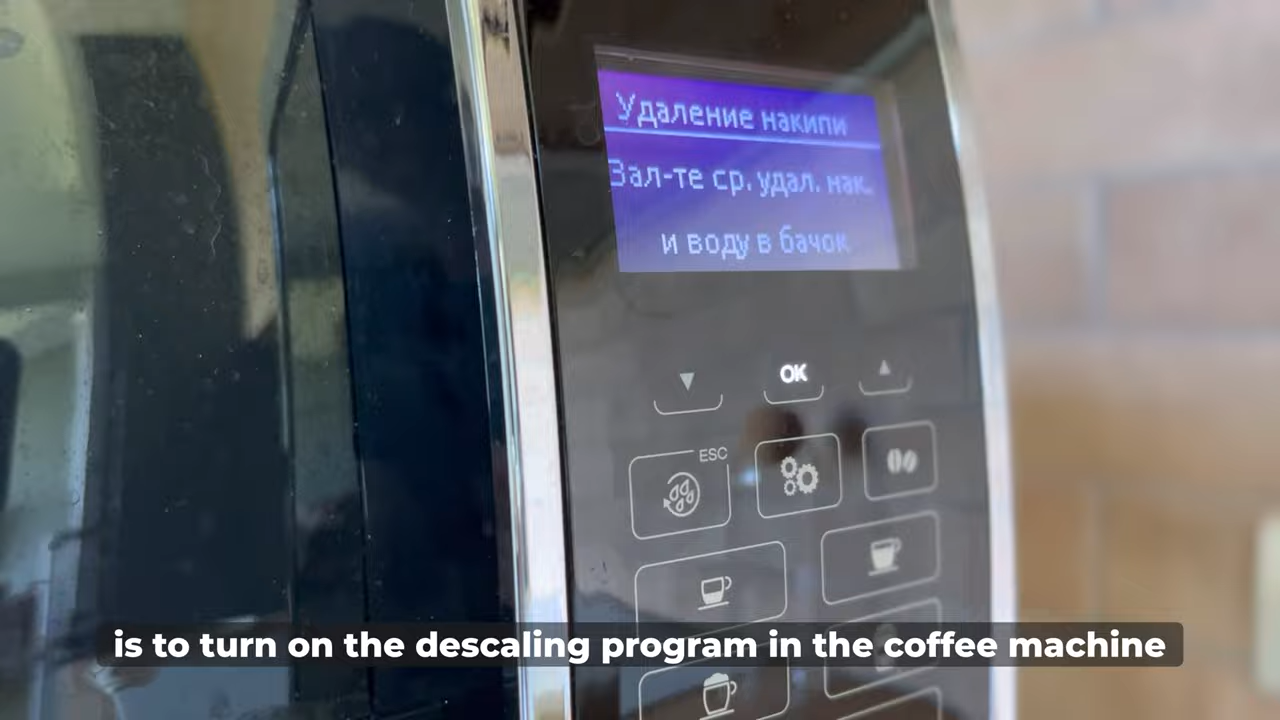 Удаление накипи
Зал-те ср. удал. нак.
и воду в бачок
OK
ESC
is to turn on the descaling program in the coffee machine